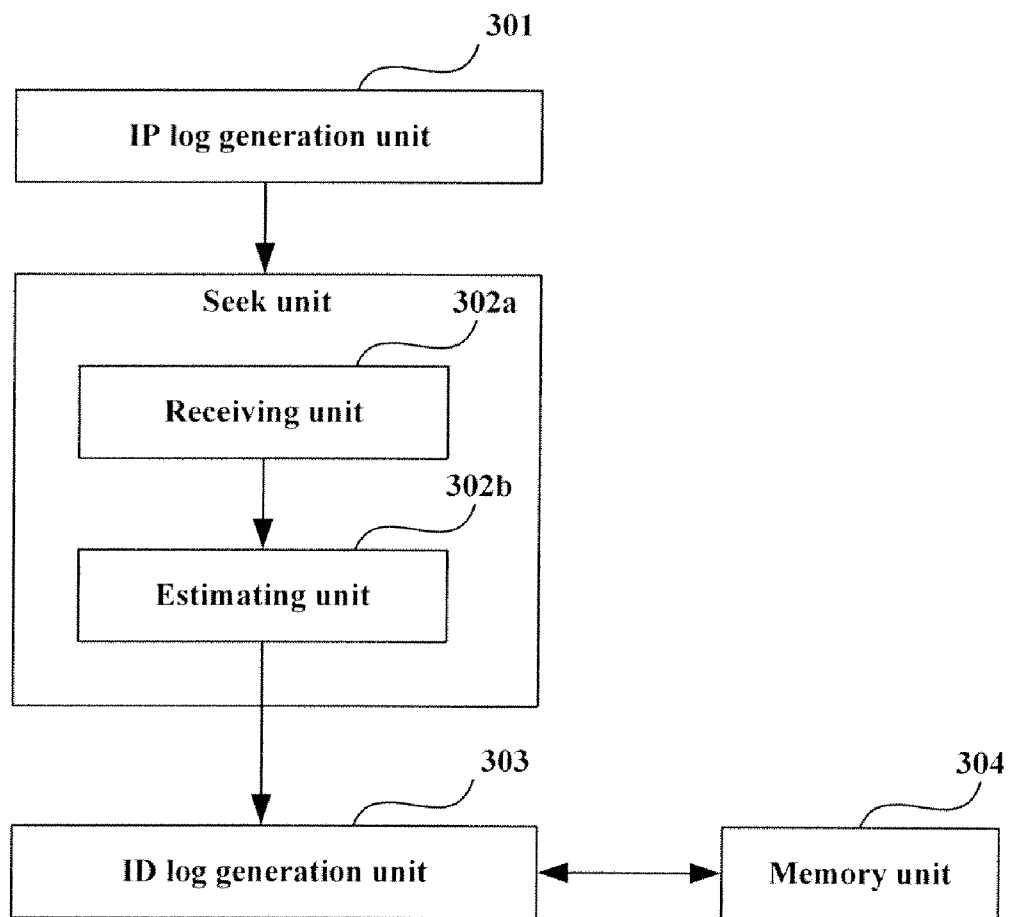 301
IP log generation unit
Seek unit
302a
Receiving unit
302b
Estimating unit
303
304
ID log generation unit
Memory unit